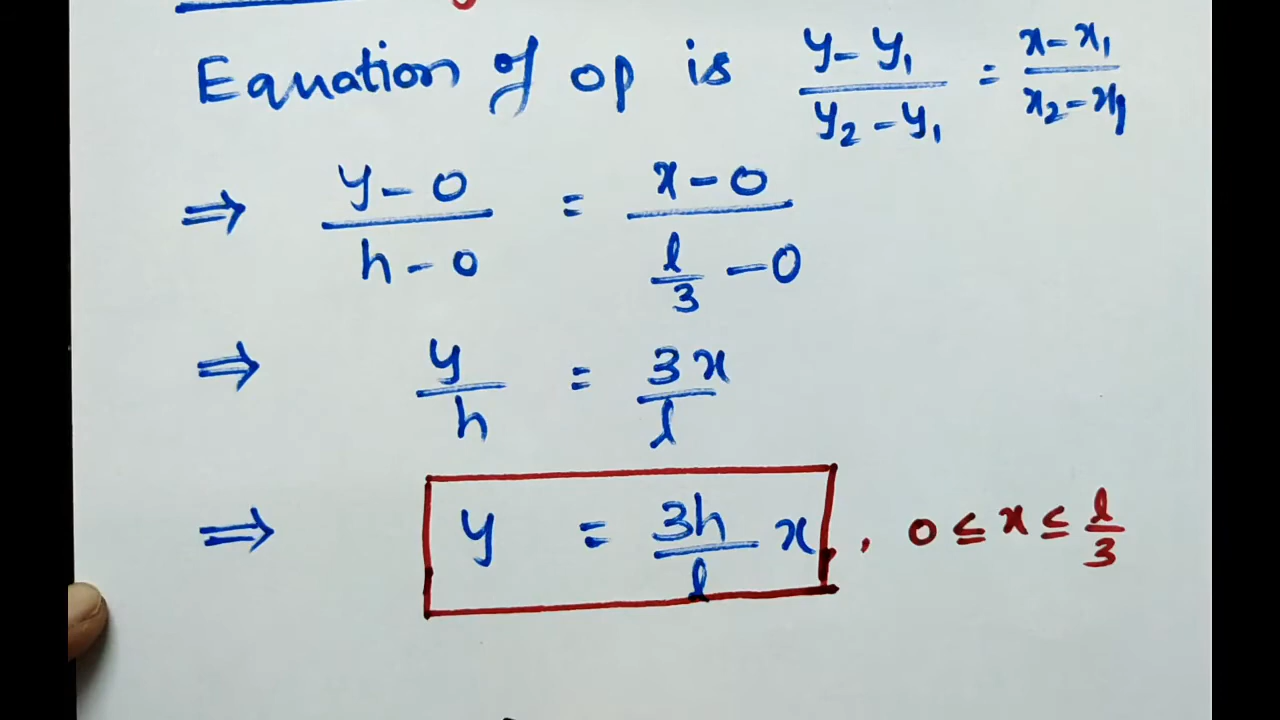 Equation of op is (y - y₁)/(y₂ - y₁) = (x - x₁)/(x₂ - x₁)
⇒ (y - 0)/(h - 0) = (x - 0)/(l/3 - 0)
⇒ y/h = 3x/l
⇒ y = 3h/l x, 0 ≤ x ≤ l/3